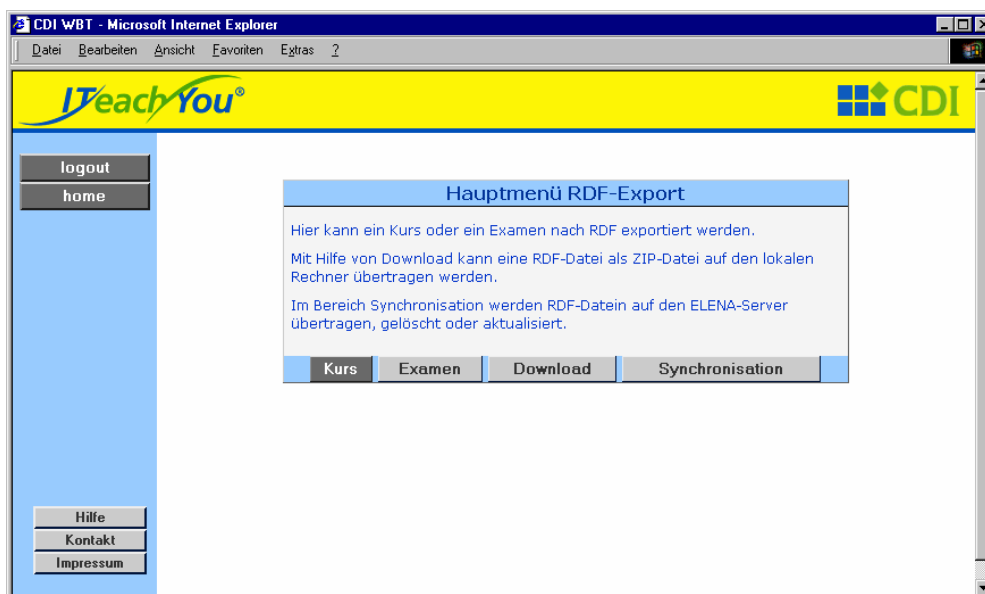 CDI WBT - Microsoft Internet Explorer
Datei Bearbeiten Ansicht Favoriten Extras ?
ITeachYou®
CDI
logout
home
Hauptmenü RDF-Export
Hier kann ein Kurs oder ein Examen nach RDF exportiert werden.
Mit Hilfe von Download kann eine RDF-Datei als ZIP-Datei auf den lokalen
Rechner übertragen werden.
Im Bereich Synchronisation werden RDF-Datein auf den ELENA-Server
übertragen, gelöscht oder aktualisiert.
Kurs Examen Download Synchronisation
Hilfe
Kontakt
Impressum